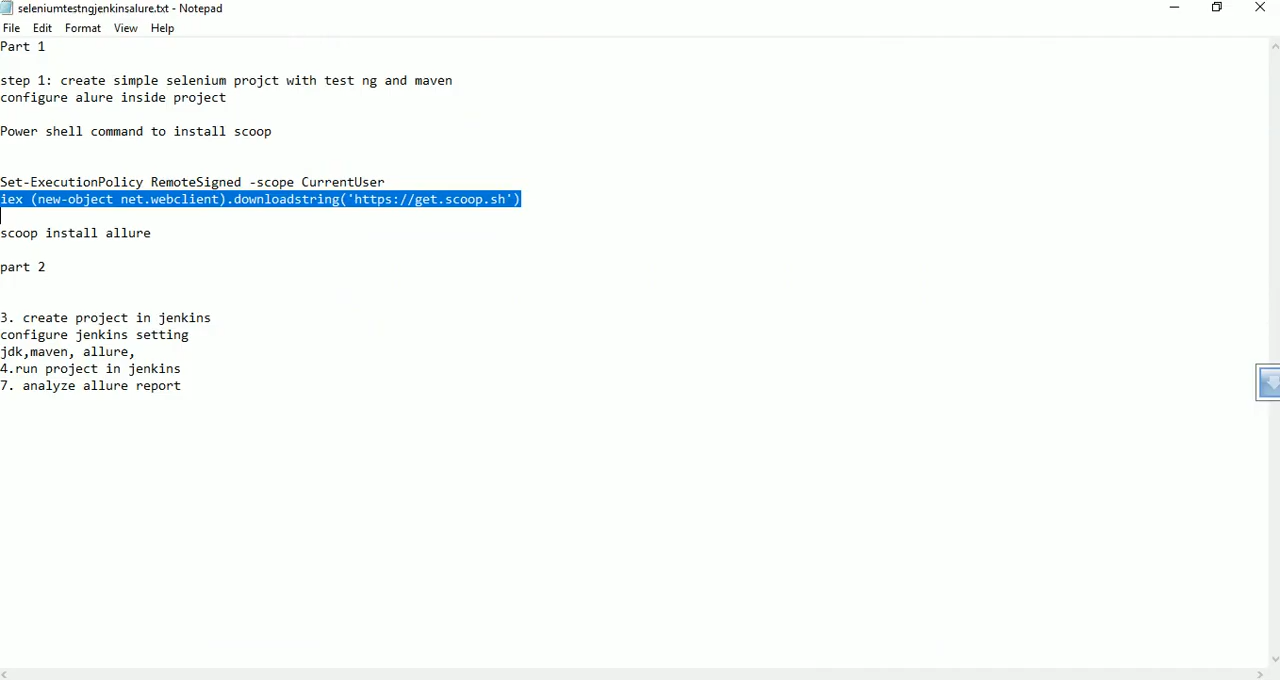 seleniumtestngjenkinsalure.txt - Notepad
File Edit Format View Help
Part 1
step 1: create simple selenium projct with test ng and maven
configure alure inside project
Power shell command to install scoop
Set-ExecutionPolicy RemoteSigned -scope CurrentUser
iex (new-object net.webclient).downloadstring('https://get.scoop.sh')
scoop install allure
part 2
3. create project in jenkins
configure jenkins setting
jdk,maven, allure,
4.run project in jenkins
7. analyze allure report